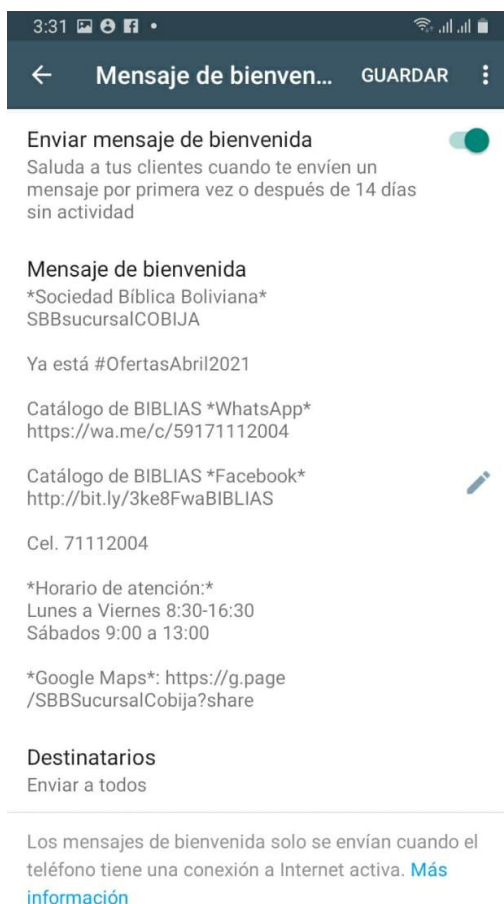 3:31
Mensaje de bienven... GUARDAR
Enviar mensaje de bienvenida
Saluda a tus clientes cuando te envíen un
mensaje por primera vez o después de 14 días
sin actividad
Mensaje de bienvenida
*Sociedad Bíblica Boliviana*
SBBsucursalCOBIJA
Ya está #OfertasAbril2021
Catálogo de BIBLIAS *WhatsApp*
https://wa.me/c/59171112004
Catálogo de BIBLIAS *Facebook*
http://bit.ly/3ke8FwaBIBLIAS
Cel. 71112004
*Horario de atención:*
Lunes a Viernes 8:30-16:30
Sábados 9:00 a 13:00
*Google Maps*: https://g.page
/SBBSucursalCobija?share
Destinatarios
Enviar a todos
Los mensajes de bienvenida solo se envían cuando el
teléfono tiene una conexión a Internet activa. Más
información